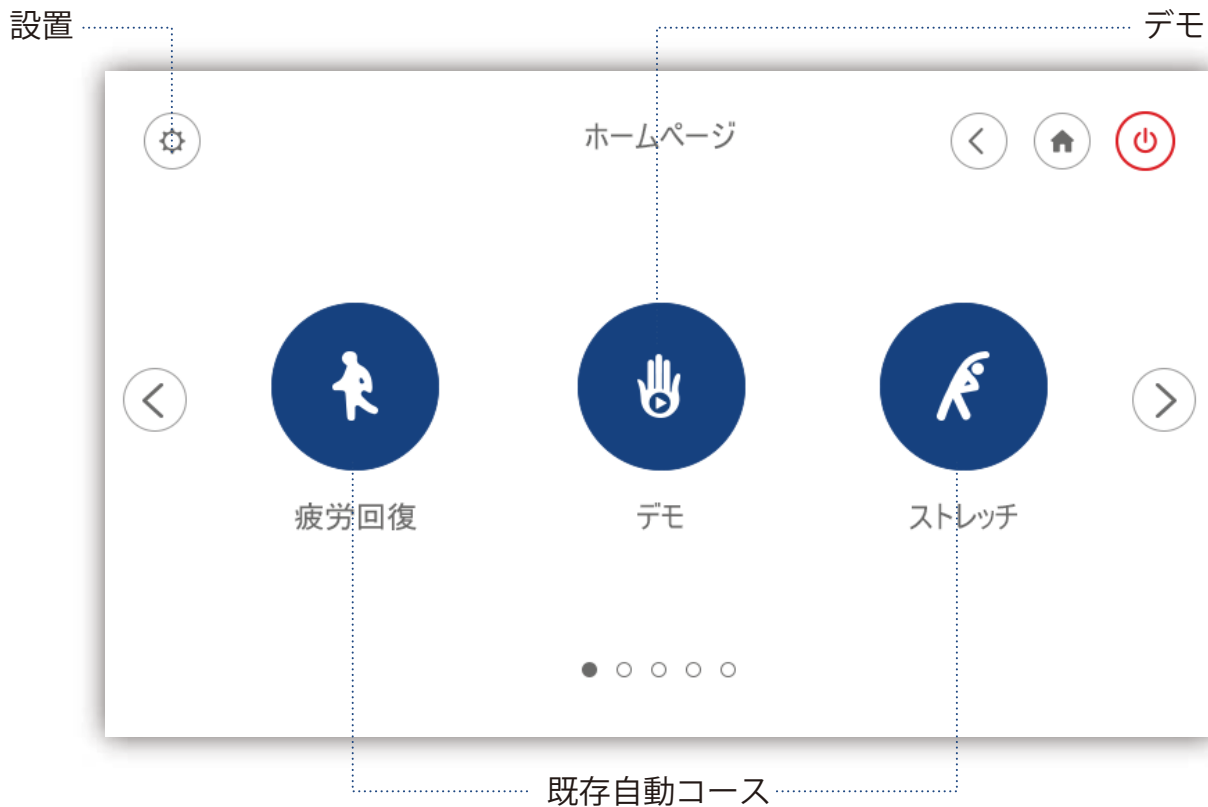 設置
デモ
ホームページ
疲労回復
デモ
ストレッチ
既存自動コース